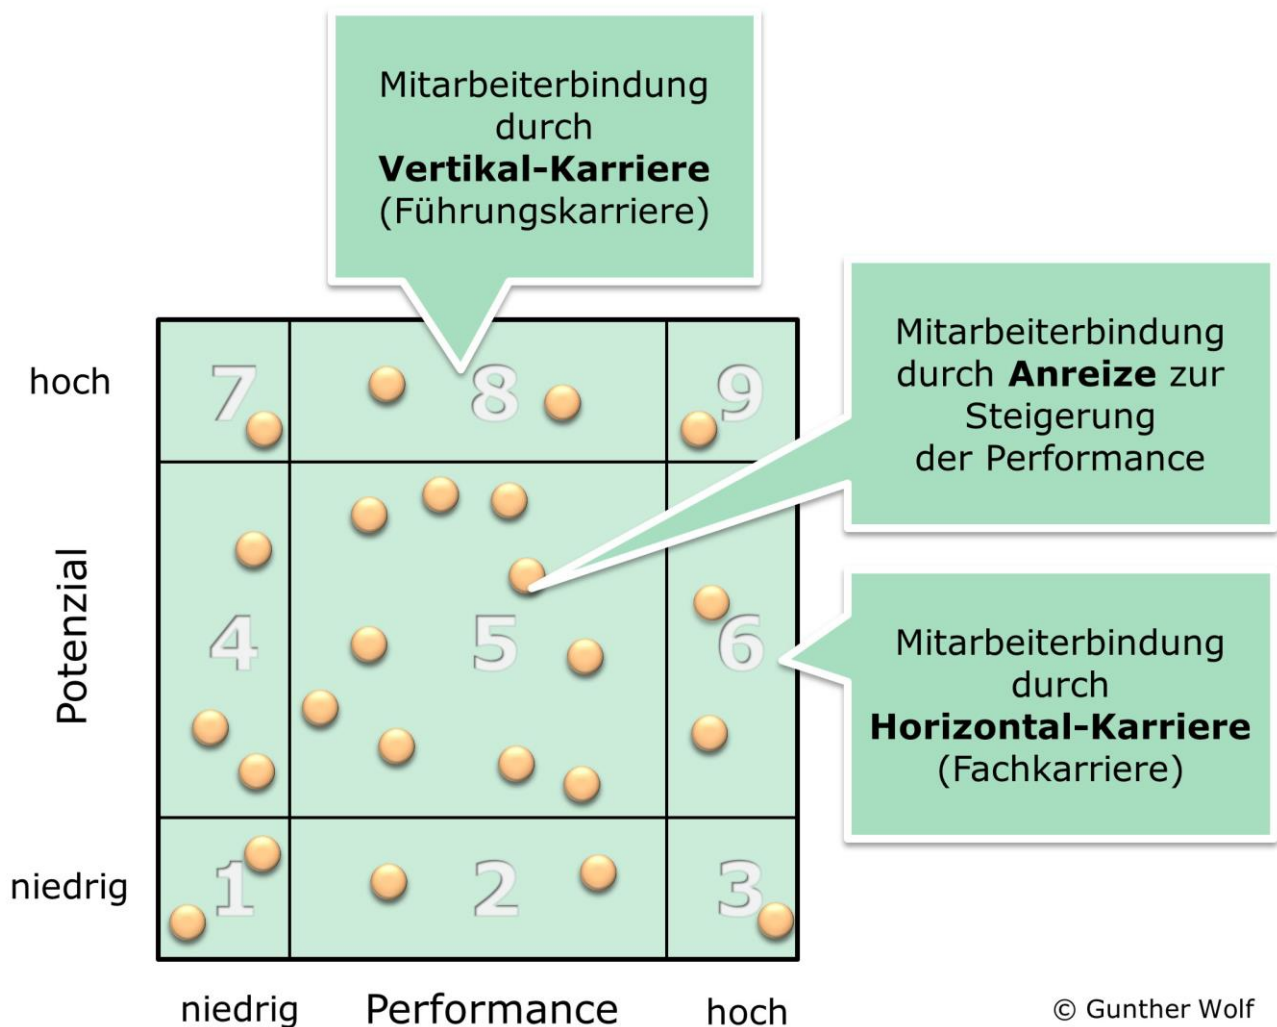 Mitarbeiterbindung
durch
Vertikal-Karriere
(Führungskarriere)
Mitarbeiterbindung
durch Anreize zur
Steigerung
der Performance
hoch
7
8
9
Potenzial
4
5
6
Mitarbeiterbindung
durch
Horizontal-Karriere
(Fachkarriere)
niedrig
1
2
3
niedrig
Performance
hoch
© Gunther Wolf